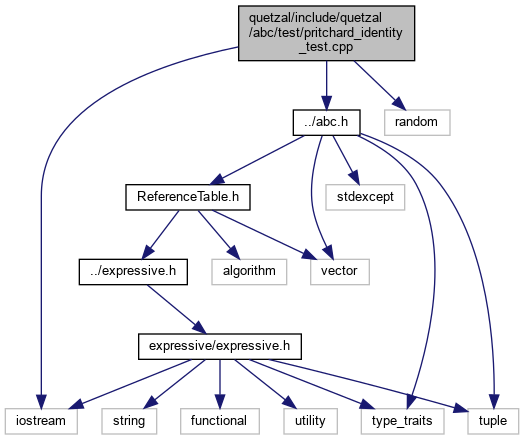 quetzal/include/quetzal
/abc/test/pritchard_identity
_test.cpp
../abc.h
random
ReferenceTable.h
stdexcept
../expressive.h
algorithm
vector
expressive/expressive.h
iostream
string
functional
utility
type_traits
tuple